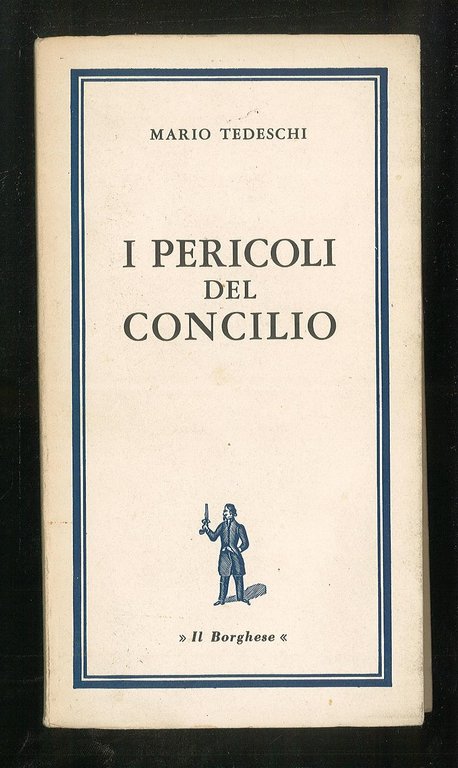 MARIO TEDESCHI
I PERICOLI
DEL
CONCILIO
» Il Borghese «